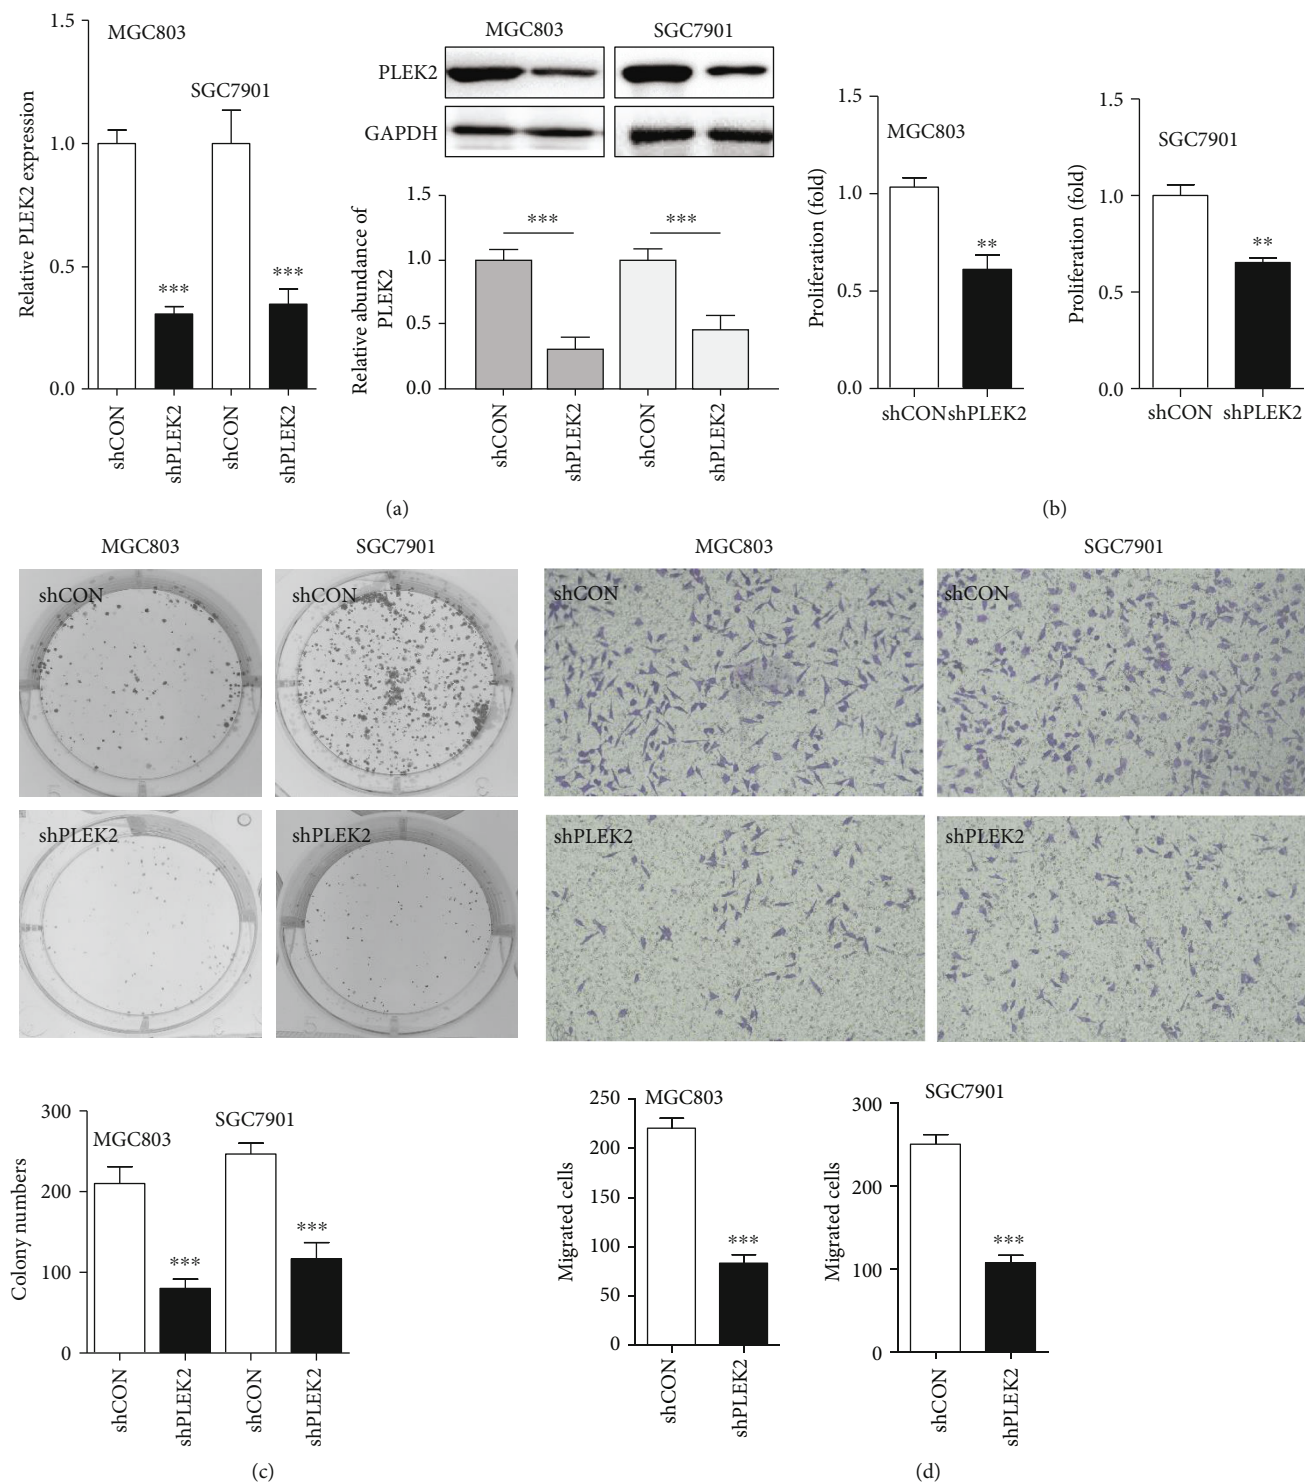 1.5
MGC803
SGC7901
1.0
0.5
0.0
Relative PLEK2 expression
***
***
shCON
shPLEK2
shCON
shPLEK2
MGC803
SGC7901
PLEK2
GAPDH
1.5
1.0
0.5
0.0
Relative abundance of
PLEK2
***
***
shCON
shPLEK2
shCON
shPLEK2
(a)
1.5
MGC803
1.0
0.5
0.0
Proliferation (fold)
**
shCON shPLEK2
1.5
SGC7901
1.0
0.5
0.0
Proliferation (fold)
**
shCON shPLEK2
(b)
MGC803
SGC7901
shCON
shCON
shPLEK2
shPLEK2
300
MGC803
SGC7901
200
100
0
Colony numbers
***
***
shCON
shPLEK2
shCON
shPLEK2
(c)
MGC803
SGC7901
shCON
shCON
shPLEK2
shPLEK2
250
MGC803
200
150
100
50
0
Migrated cells
***
shCON
shPLEK2
SGC7901
300
200
100
0
Migrated cells
***
shCON
shPLEK2
(d)